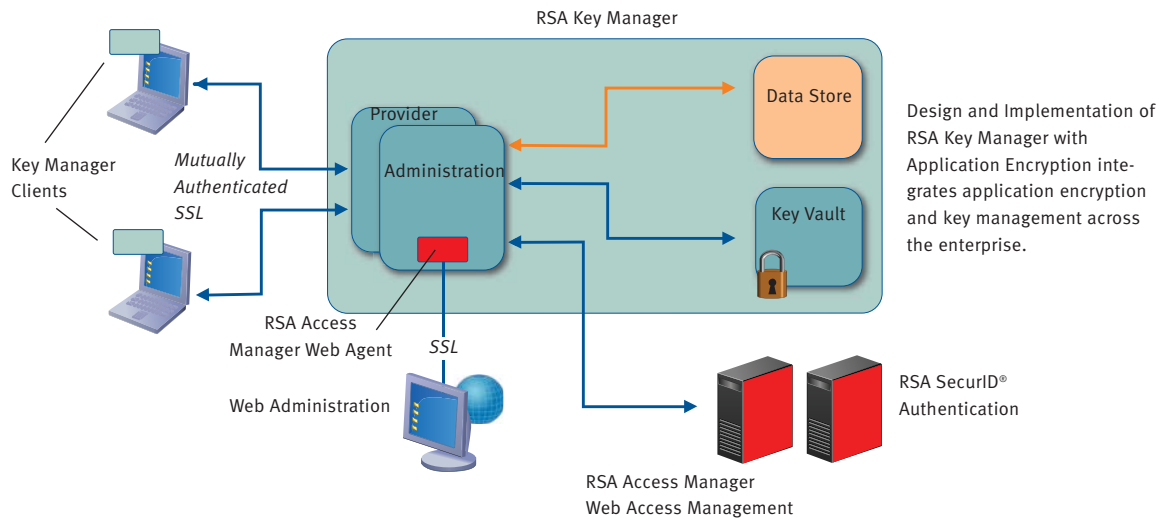 RSA Key Manager
Provider
Administration
Data Store
Key Vault
Key Manager
Clients
Mutually
Authenticated
SSL
RSA Access
Manager Web Agent
SSL
Web Administration
RSA SecurID®
Authentication
RSA Access Manager
Web Access Management
Design and Implementation of
RSA Key Manager with
Application Encryption inte-
grates application encryption
and key management across
the enterprise.